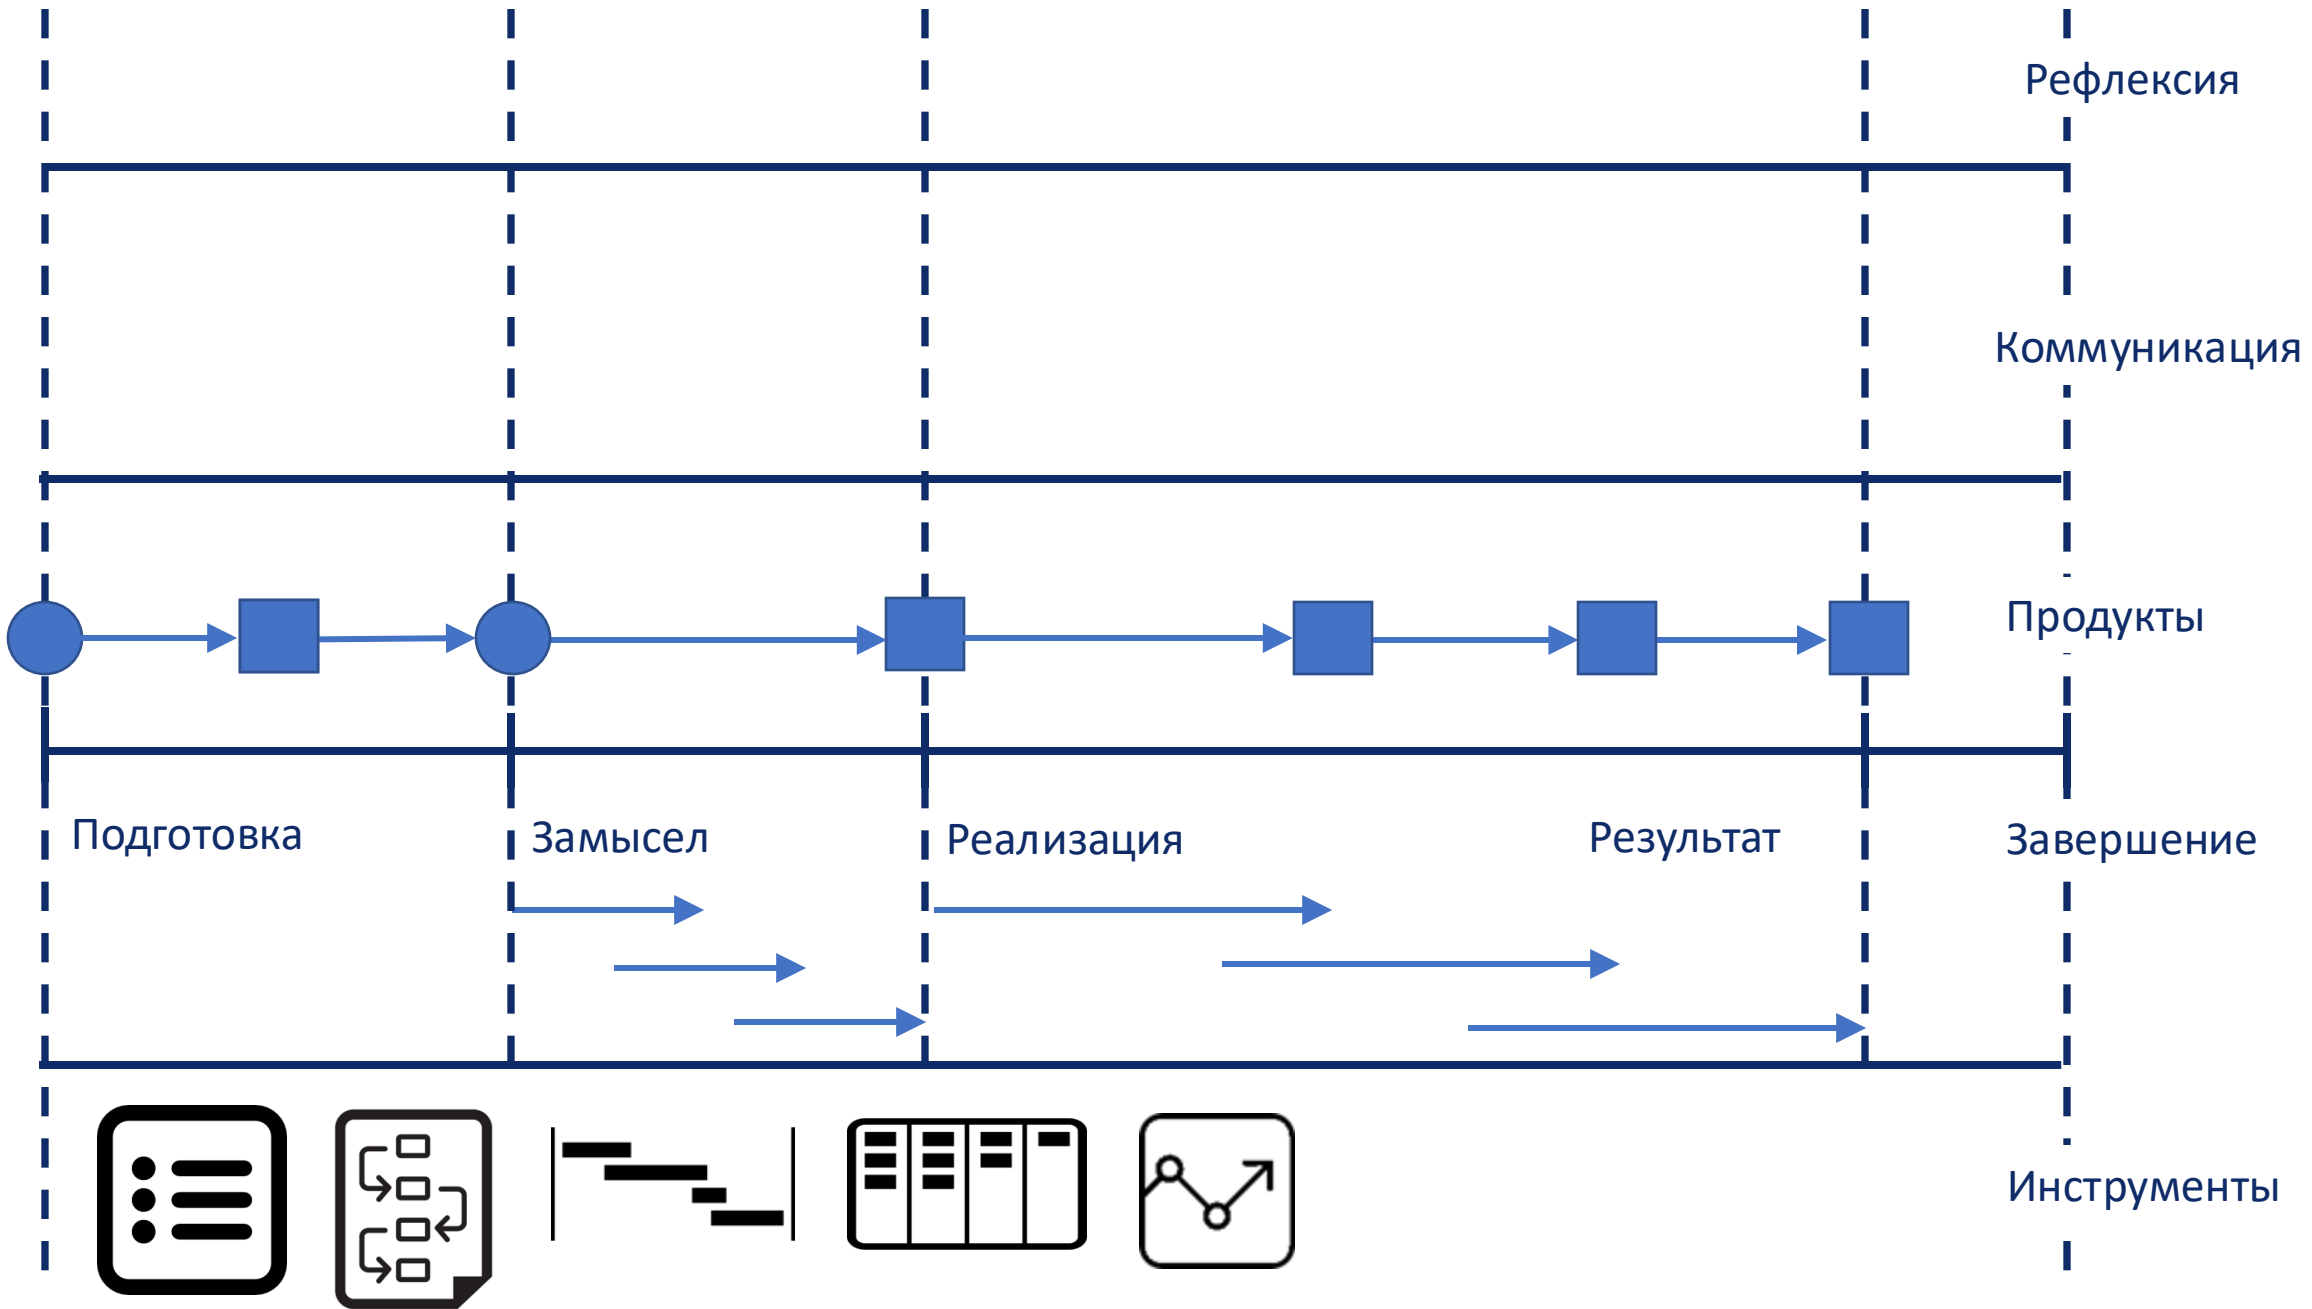 Рефлексия
Коммуникация
Продукты
Подготовка
Замысел
Реализация
Результат
Завершение
Инструменты